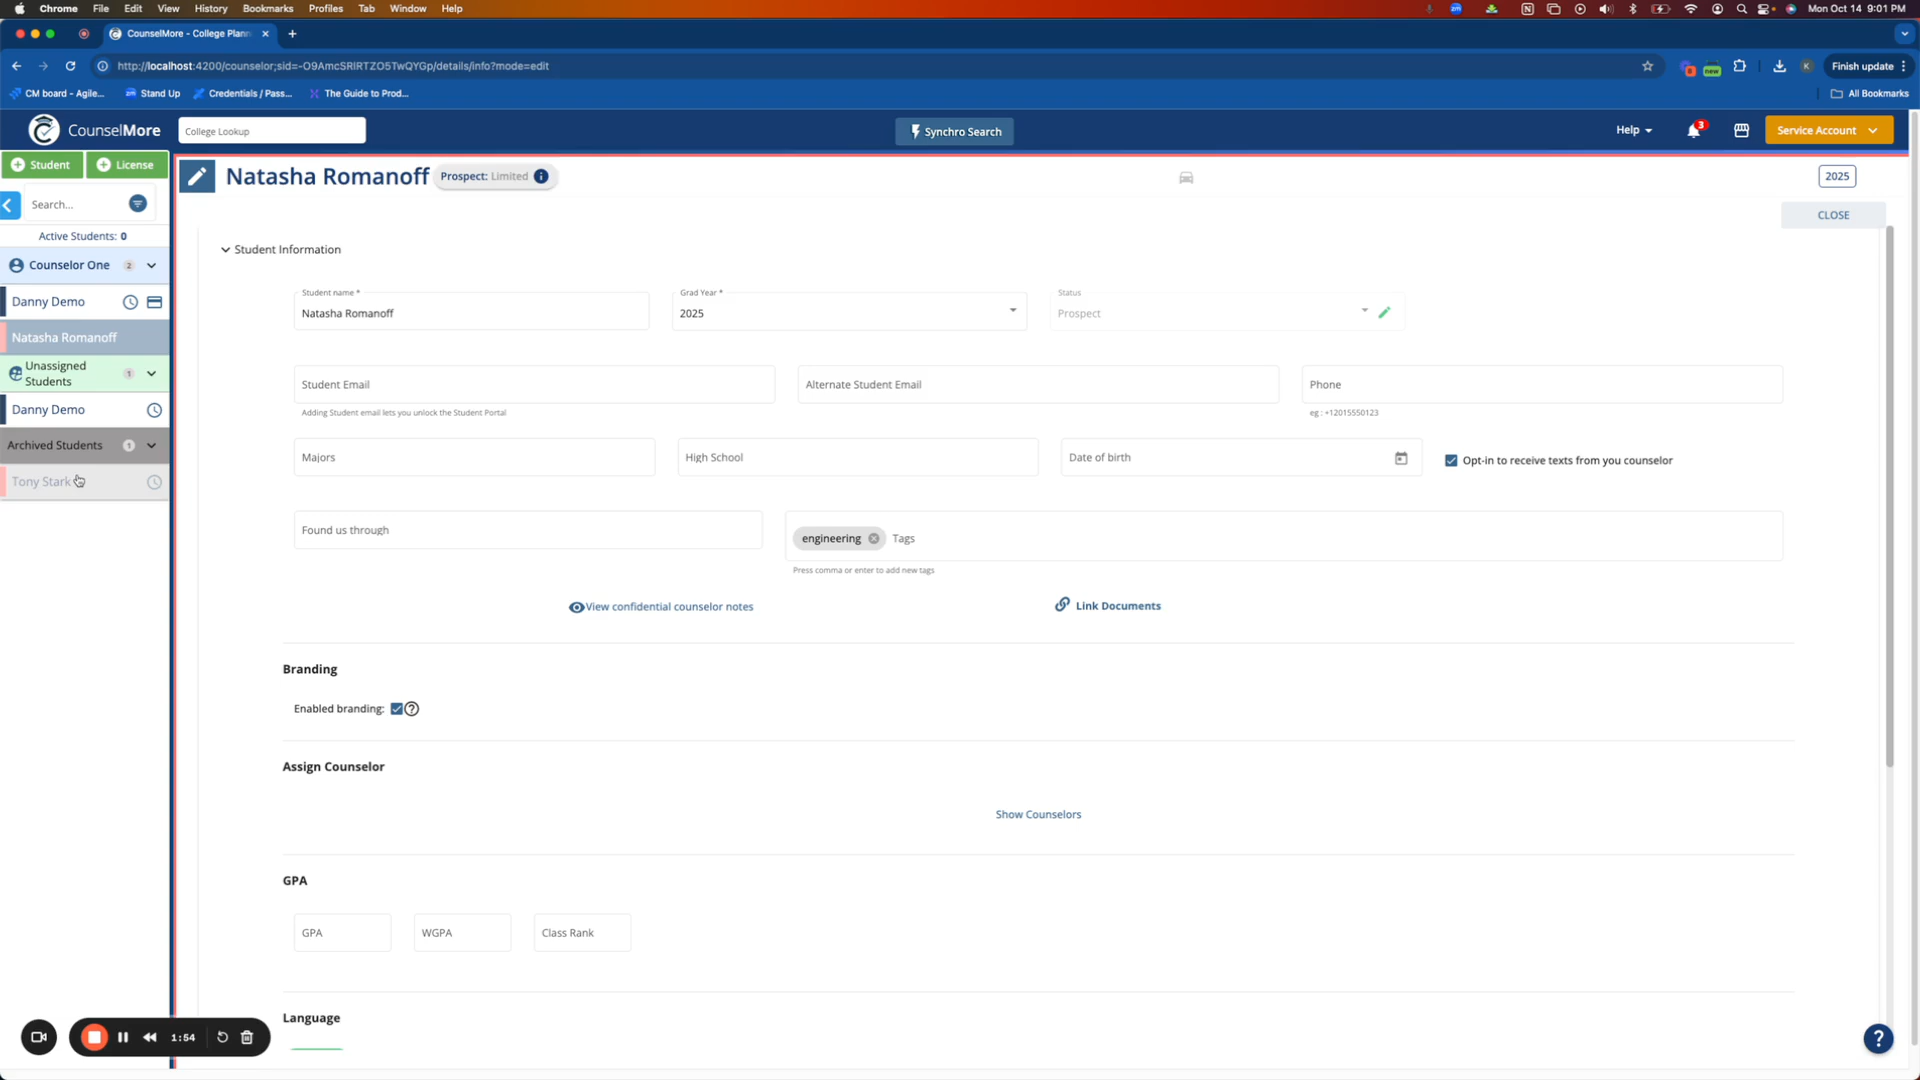 Chrome File Edit View History Bookmarks Profiles Tab Window Help Mon Oct 14 9:01 PM
CounselMore - College Plann
http://localhost:4200/counselor;sid=-O9AmcSRlRTZO5TwQYGp/details/info?mode=edit
Finish update
new
CM board - Agile... Stand Up Credentials / Pass... The Guide to Prod... All Bookmarks
CounselMore College Lookup Synchro Search Help 3 Service Account
Student License
Natasha Romanoff Prospect: Limited 2025
Search...
CLOSE
Active Students: 0
Student Information
Counselor One 2
Student name * Grad Year * Status
Danny Demo
Natasha Romanoff 2025 Prospect
Natasha Romanoff
Unassigned Students 1
Student Email Alternate Student Email Phone
Danny Demo
Adding Student email lets you unlock the Student Portal eg : +12015550123
Archived Students 1
Majors High School Date of birth Opt-in to receive texts from you counselor
Tony Stark
Found us through engineering Tags
Press comma or enter to add new tags
View confidential counselor notes Link Documents
Branding
Enabled branding:
Assign Counselor
Show Counselors
GPA
GPA WGPA Class Rank
Language
1:54